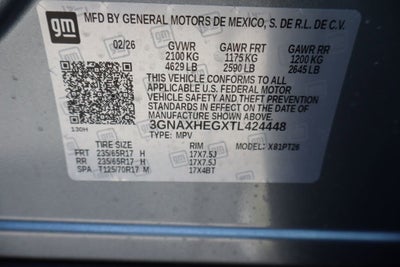 gm MFD BY GENERAL MOTORS DE MEXICO, S. DE R.L. DE C.V.
02/26 GVWR GAWR FRT GAWR RR
2100 KG 1175 KG 1200 KG
4629 LB 2590 LB 2645 LB
THIS VEHICLE CONFORMS TO ALL
APPLICABLE U.S. FEDERAL MOTOR
VEHICLE SAFETY AND THEFT PREVENTION
STANDARDS IN EFFECT ON THE DATE OF
MANUFACTURE SHOWN ABOVE.
130H 3GNAXHEGXTL424448
TYPE: MPV MODEL: X81PT26
TIRE SIZE RIM
FRT 235/65R17 H 17X7.5J
RR 235/65R17 H 17X7.5J
SPA T125/70R17 M 17X4BT